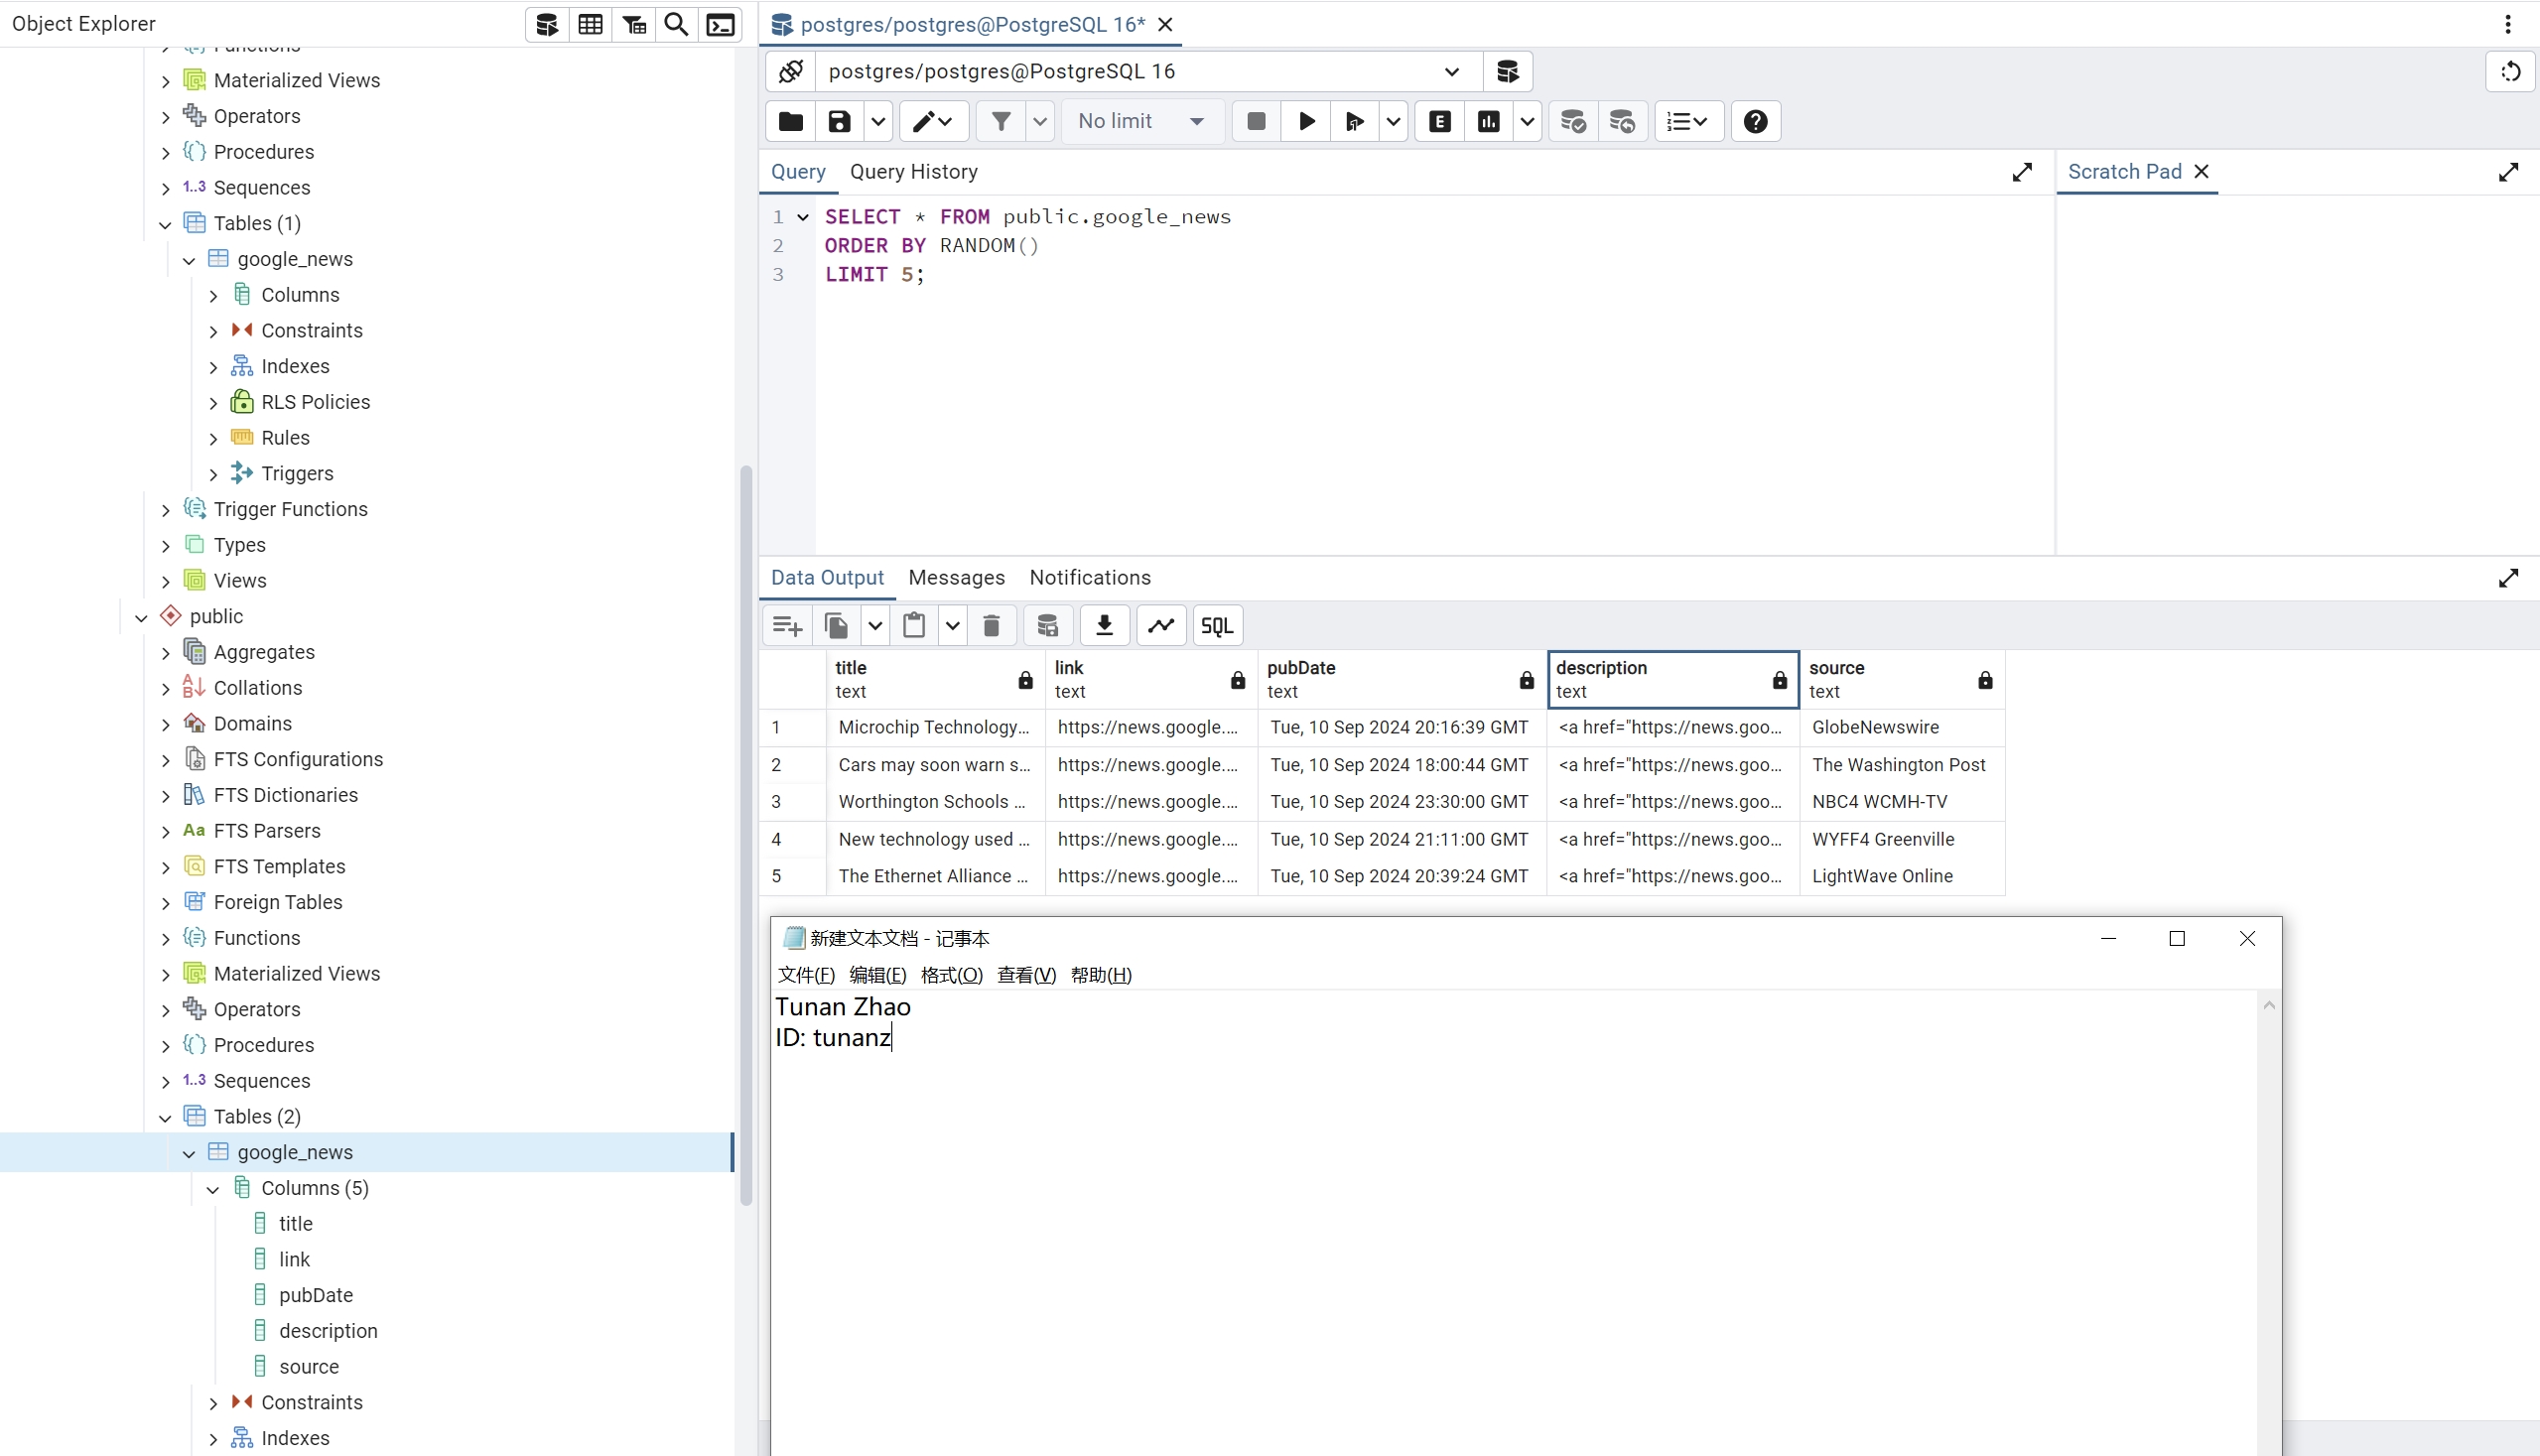 Object Explorer
Functions
Materialized Views
Operators
Procedures
1..3 Sequences
Tables (1)
google_news
Columns
Constraints
Indexes
RLS Policies
Rules
Triggers
Trigger Functions
Types
Views
public
Aggregates
Collations
Domains
FTS Configurations
FTS Dictionaries
Aa FTS Parsers
FTS Templates
Foreign Tables
Functions
Materialized Views
Operators
Procedures
1..3 Sequences
Tables (2)
google_news
Columns (5)
title
link
pubDate
description
source
Constraints
Indexes
postgres/postgres@PostgreSQL 16*
postgres/postgres@PostgreSQL 16
No limit
E
Query Query History
Scratch Pad
1 SELECT * FROM public.google_news
2 ORDER BY RANDOM()
3 LIMIT 5;
Data Output Messages Notifications
SQL
title link pubDate description source
text text text text text
1 Microchip Technology... https://news.google.... Tue, 10 Sep 2024 20:16:39 GMT <a href="https://news.goo... GlobeNewswire
2 Cars may soon warn s... https://news.google.... Tue, 10 Sep 2024 18:00:44 GMT <a href="https://news.goo... The Washington Post
3 Worthington Schools ... https://news.google.... Tue, 10 Sep 2024 23:30:00 GMT <a href="https://news.goo... NBC4 WCMH-TV
4 New technology used ... https://news.google.... Tue, 10 Sep 2024 21:11:00 GMT <a href="https://news.goo... WYFF4 Greenville
5 The Ethernet Alliance ... https://news.google.... Tue, 10 Sep 2024 20:39:24 GMT <a href="https://news.goo... LightWave Online
新建文本文档 - 记事本
文件(F) 编辑(E) 格式(O) 查看(V) 帮助(H)
Tunan Zhao
ID: tunanz